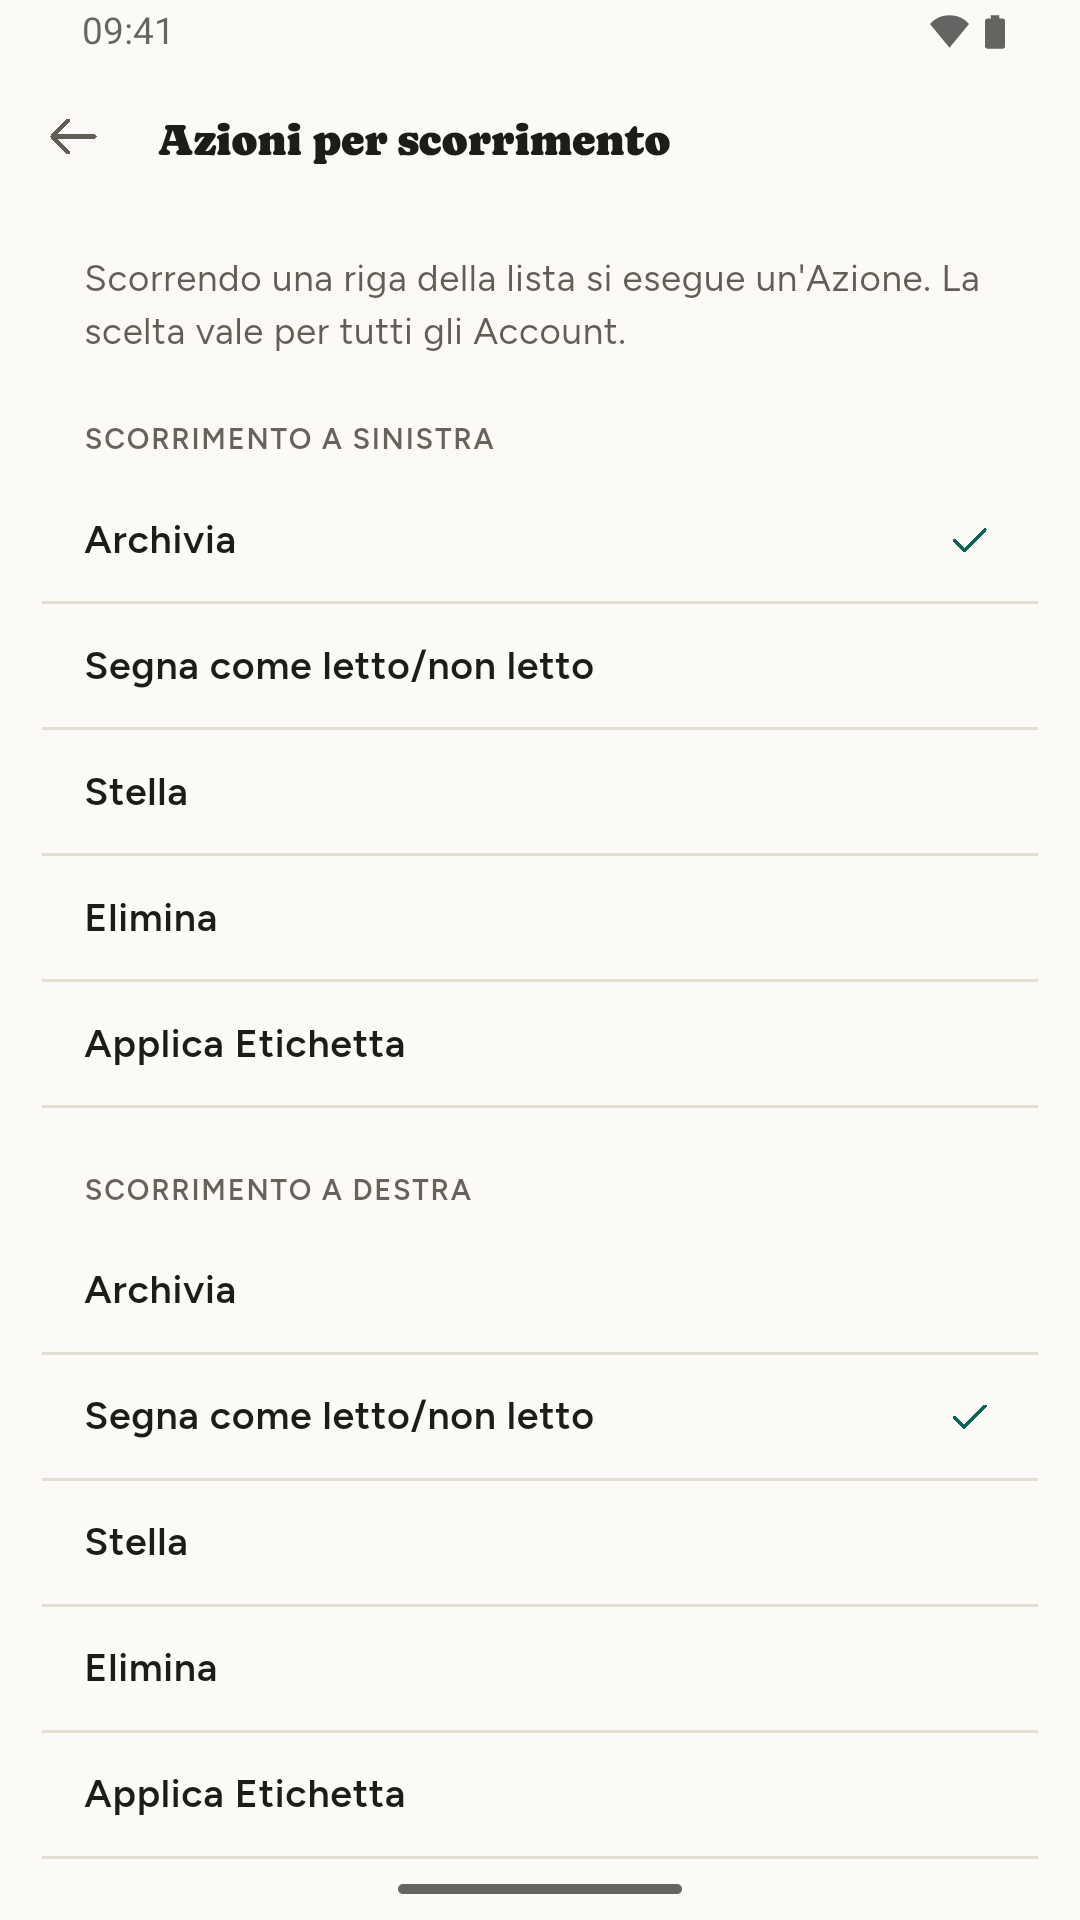 09:41
Azioni per scorrimento
Scorrendo una riga della lista si esegue un'Azione. La
scelta vale per tutti gli Account.
SCORRIMENTO A SINISTRA
Archivia
Segna come letto/non letto
Stella
Elimina
Applica Etichetta
SCORRIMENTO A DESTRA
Archivia
Segna come letto/non letto
Stella
Elimina
Applica Etichetta